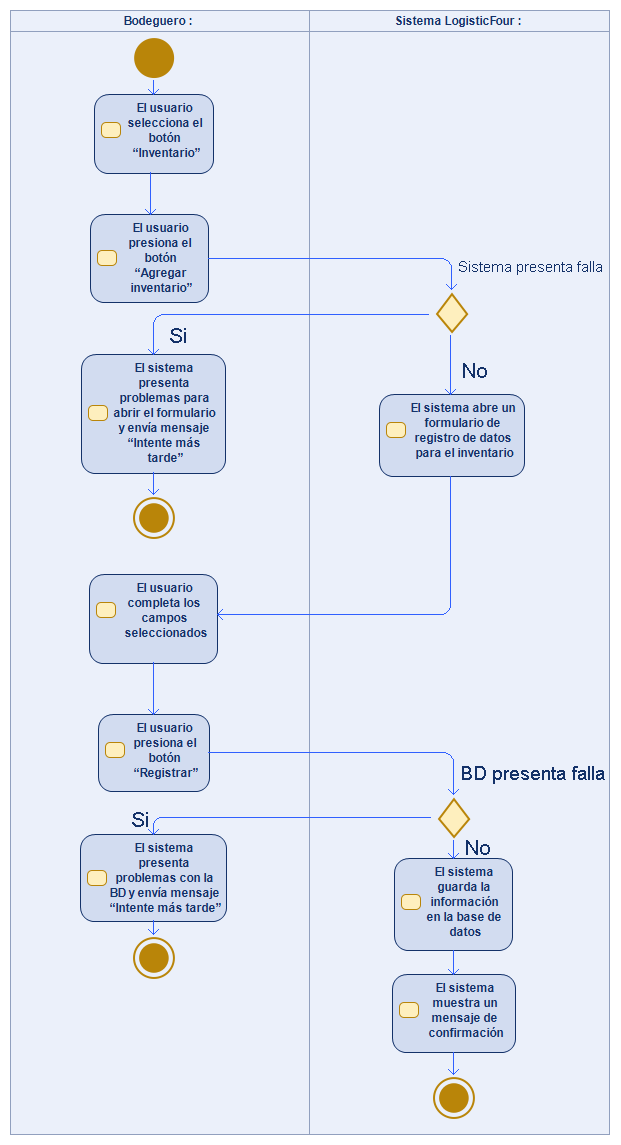 Bodeguero :
Sistema LogisticFour :
El usuario
selecciona el
botón
“Inventario”
El usuario
presiona el
botón
“Agregar
inventario”
Sistema presenta falla
Si
No
El sistema
presenta
problemas para
abrir el formulario
y envía mensaje
“Intente más
tarde”
El sistema abre un
formulario de
registro de datos
para el inventario
El usuario
completa los
campos
seleccionados
El usuario
presiona el
botón
“Registrar”
BD presenta falla
Si
No
El sistema
presenta
problemas con la
BD y envía mensaje
“Intente más tarde”
El sistema
guarda la
información
en la base de
datos
El sistema
muestra un
mensaje de
confirmación